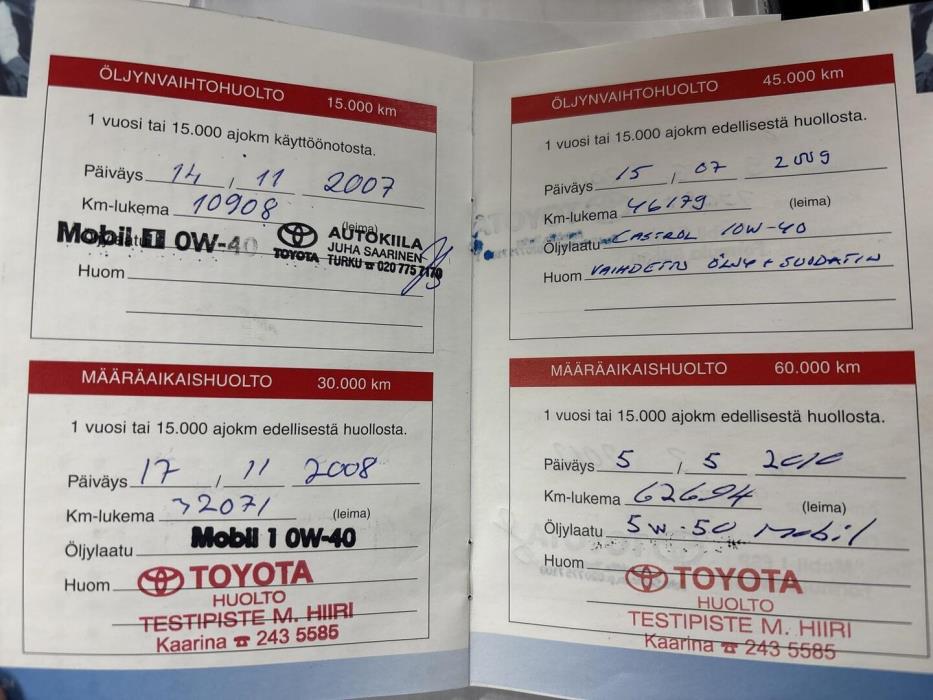 ÖLJYNVAIHTOHUOLTO 15.000 km
1 vuosi tai 15.000 ajokm käyttöönotosta.
Päiväys 14 / 11 2007
Km-lukema 10908
(leima)
Mobil 1 0W-40
TOYOTA
AUTOKIILA
JUHA SAARINEN
TURKU ☎ 020 775 7170
Huom
MÄÄRÄAIKAISHUOLTO 30.000 km
1 vuosi tai 15.000 ajokm edellisestä huollosta.
Päiväys 17 / 11 2008
Km-lukema 32071 (leima)
Öljylaatu Mobil 1 0W-40
Huom TOYOTA
HUOLTO
TESTIPISTE M. HIIRI
Kaarina ☎ 243 5585
ÖLJYNVAIHTOHUOLTO 45.000 km
1 vuosi tai 15.000 ajokm edellisestä huollosta.
Päiväys 15 / 07 2009
Km-lukema 46179 (leima)
Öljylaatu CASTROL 10W-40
Huom VAIHDETTU ÖLJY + SUODATIN
MÄÄRÄAIKAISHUOLTO 60.000 km
1 vuosi tai 15.000 ajokm edellisestä huollosta.
Päiväys 5 / 5 2010
Km-lukema 62694 (leima)
Öljylaatu 5W-50 Mobil
Huom TOYOTA
HUOLTO
TESTIPISTE M. HIIRI
Kaarina ☎ 243 5585